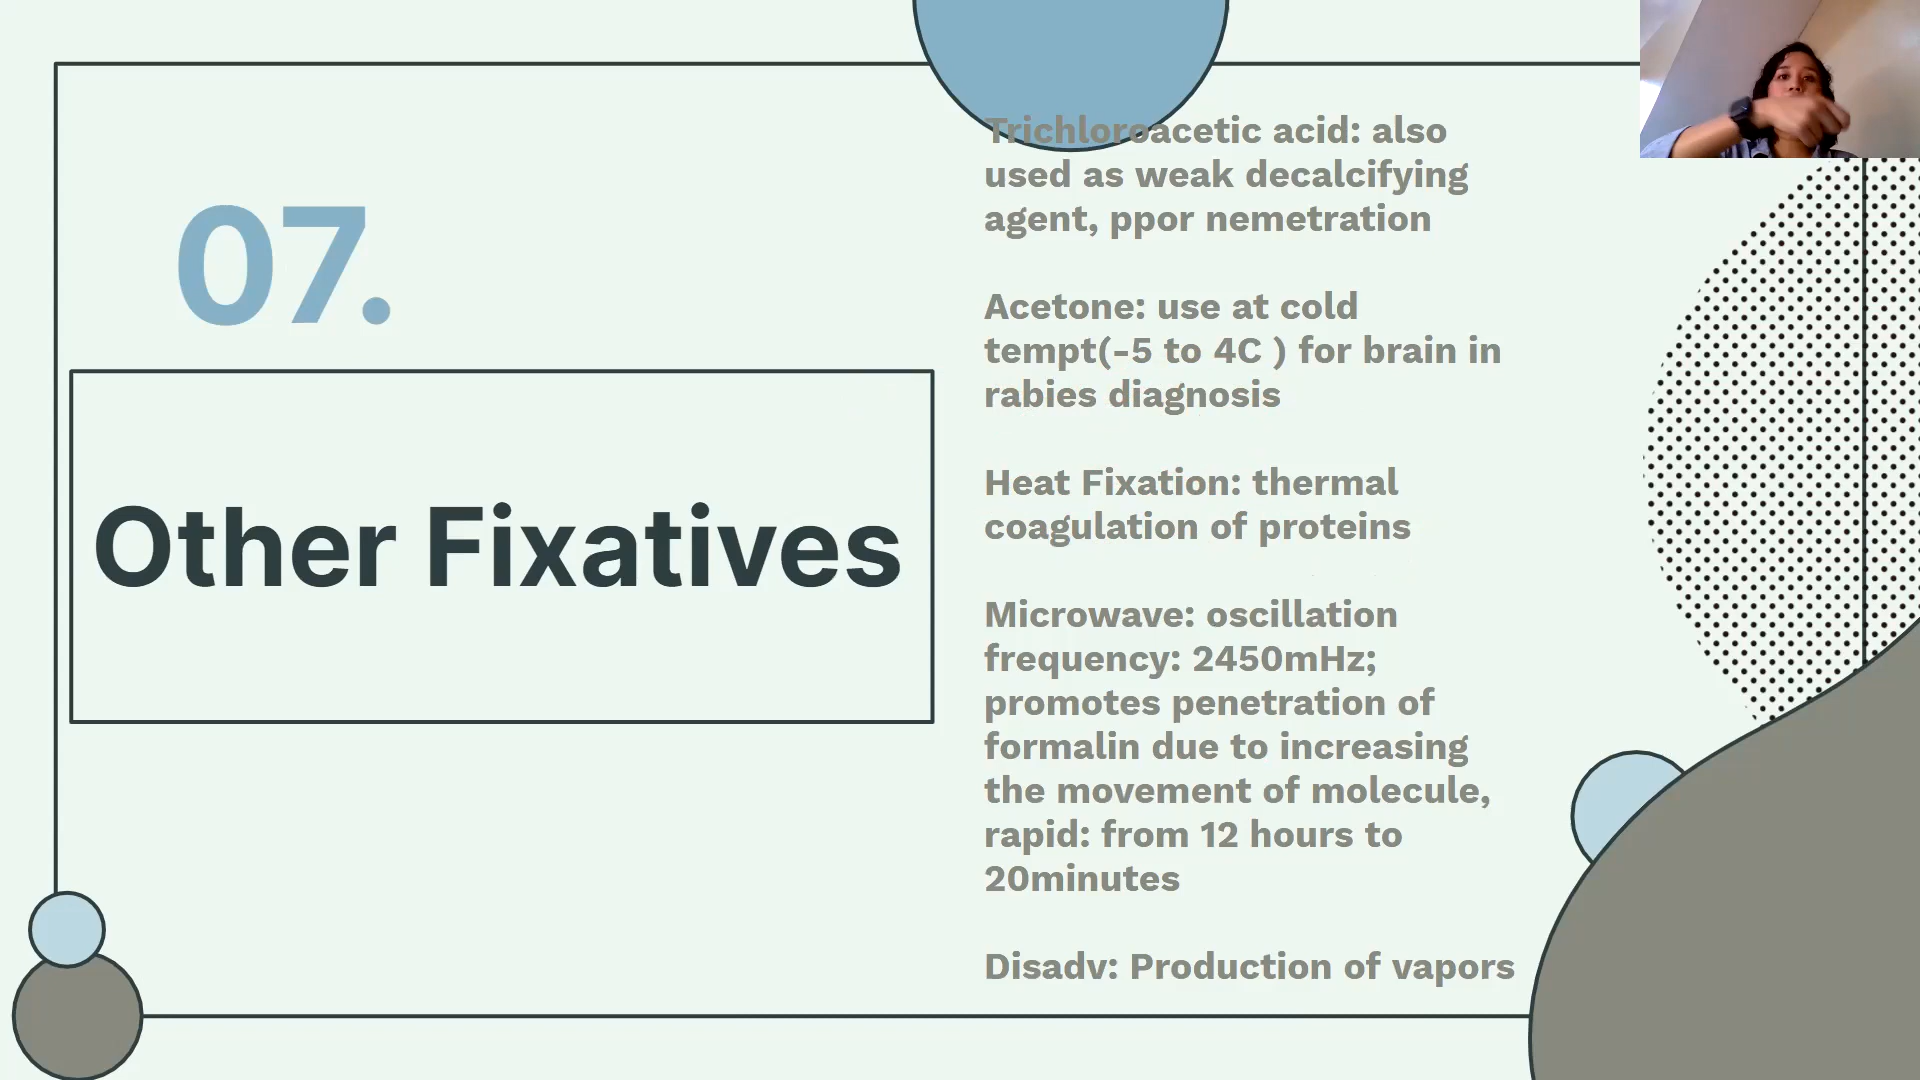 07.
Other Fixatives
Trichloroacetic acid: also
used as weak decalcifying
agent, ppor nemetration
Acetone: use at cold
tempt(-5 to 4C ) for brain in
rabies diagnosis
Heat Fixation: thermal
coagulation of proteins
Microwave: oscillation
frequency: 2450mHz;
promotes penetration of
formalin due to increasing
the movement of molecule,
rapid: from 12 hours to
20minutes
Disadv: Production of vapors